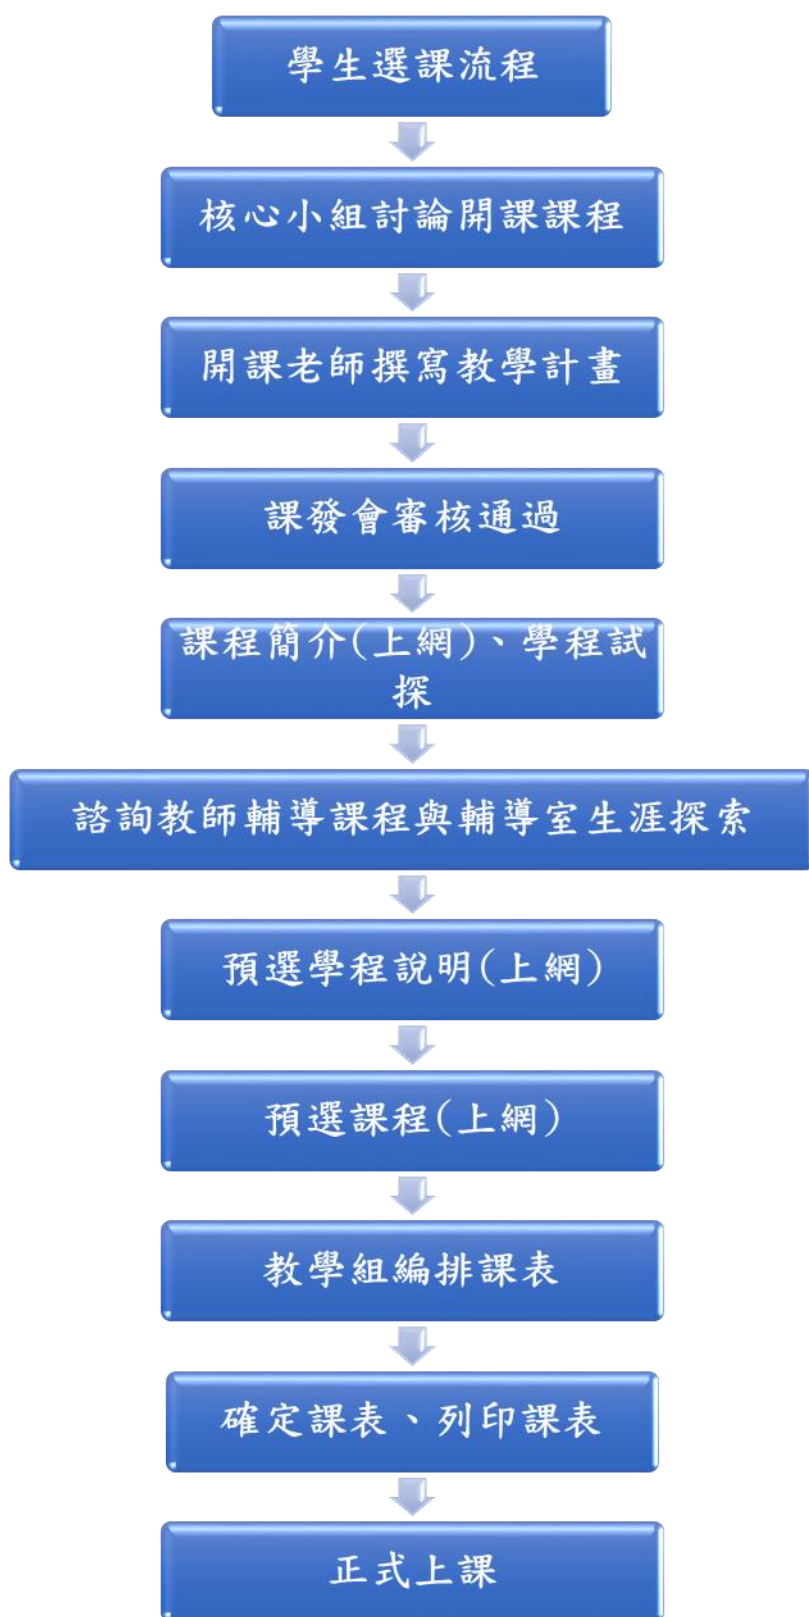 學生選課流程
核心小組討論開課課程
開課老師撰寫教學計畫
課發會審核通過
課程簡介(上網)、學程試
探
諮詢教師輔導課程與輔導室生涯探索
預選學程說明(上網)
預選課程(上網)
教學組編排課表
確定課表、列印課表
正式上課